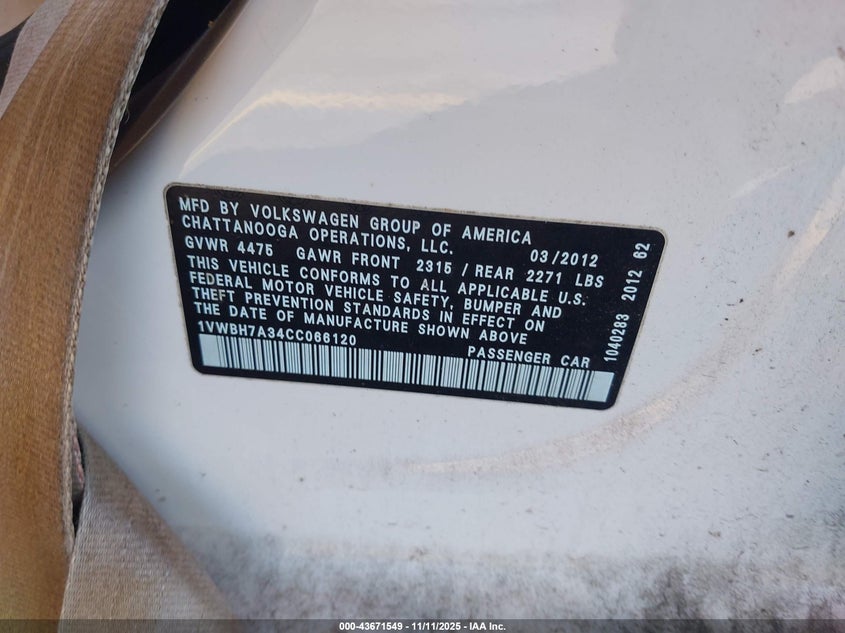 MFD BY VOLKSWAGEN GROUP OF AMERICA
CHATTANOOGA OPERATIONS, LLC.
GVWR 4475 GAWR FRONT 2315 / REAR 2271 LBS 03/2012
THIS VEHICLE CONFORMS TO ALL APPLICABLE U.S.
FEDERAL MOTOR VEHICLE SAFETY, BUMPER AND
THEFT PREVENTION STANDARDS IN EFFECT ON
THE DATE OF MANUFACTURE SHOWN ABOVE
1VWBH7A34CC066120 PASSENGER CAR
1040283 2012 62
000-43671549 - 11/11/2025 - IAA Inc.